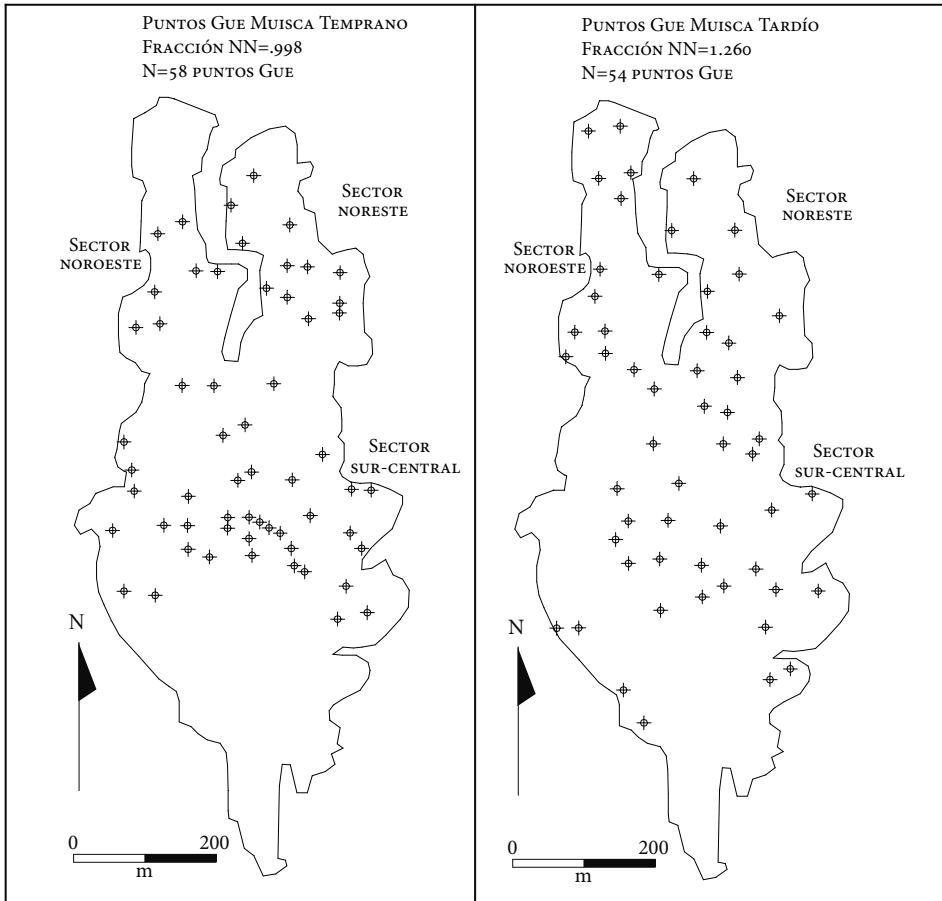 Puntos Gue Muisca Temprano
Fracción NN=.998
N=58 puntos Gue
Sector
noreste
Sector
noroeste
Sector
sur-central
N
0 200
m
Puntos Gue Muisca Tardío
Fracción NN=1.260
N=54 puntos Gue
Sector
noreste
Sector
noroeste
Sector
sur-central
N
0 200
m